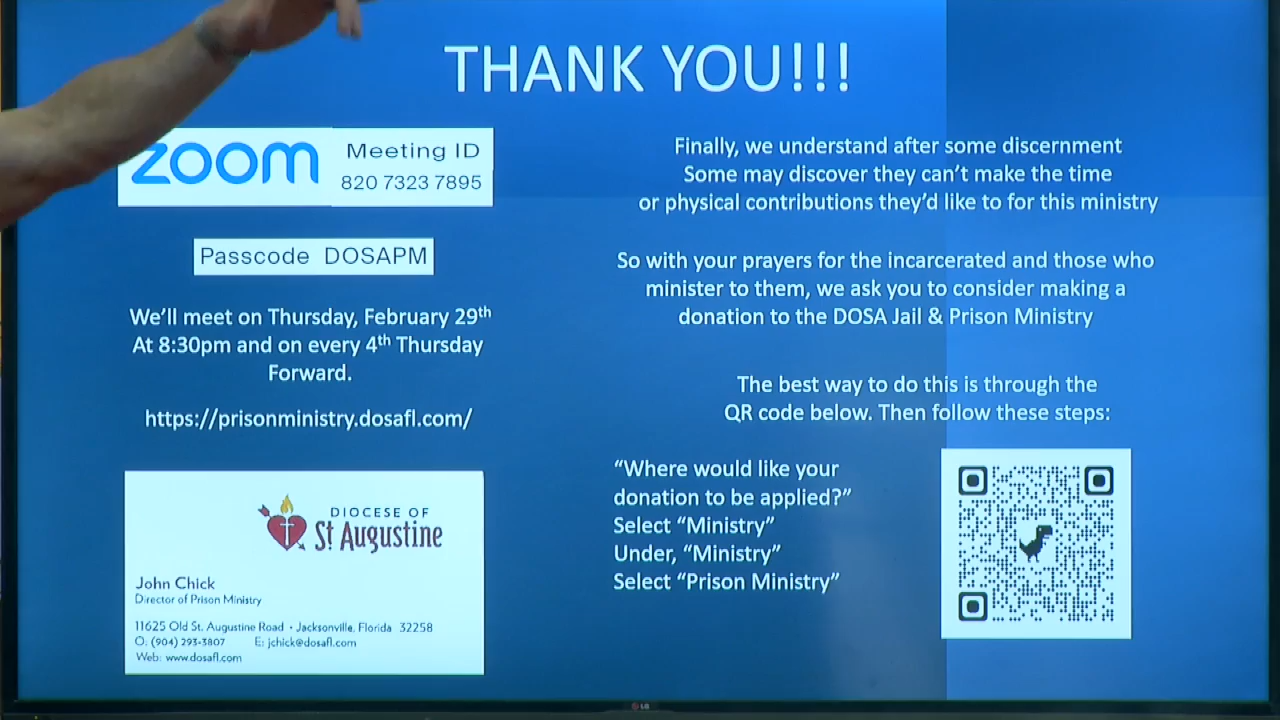 THANK YOU!!!
zoom
Meeting ID
820 7323 7895
Passcode DOSAPM
We'll meet on Thursday, February 29th
At 8:30pm and on every 4th Thursday
Forward.
https://prisonministry.dosafl.com/
DIOCESE OF
St Augustine
John Chick
Director of Prison Ministry
11625 Old St. Augustine Road • Jacksonville, Florida 32258
O: (904) 293-3807 E: jchick@dosafl.com
Web: www.dosafl.com
Finally, we understand after some discernment
Some may discover they can't make the time
or physical contributions they'd like to for this ministry
So with your prayers for the incarcerated and those who
minister to them, we ask you to consider making a
donation to the DOSA Jail & Prison Ministry
The best way to do this is through the
QR code below. Then follow these steps:
“Where would like your
donation to be applied?”
Select “Ministry”
Under, “Ministry”
Select “Prison Ministry”
LG